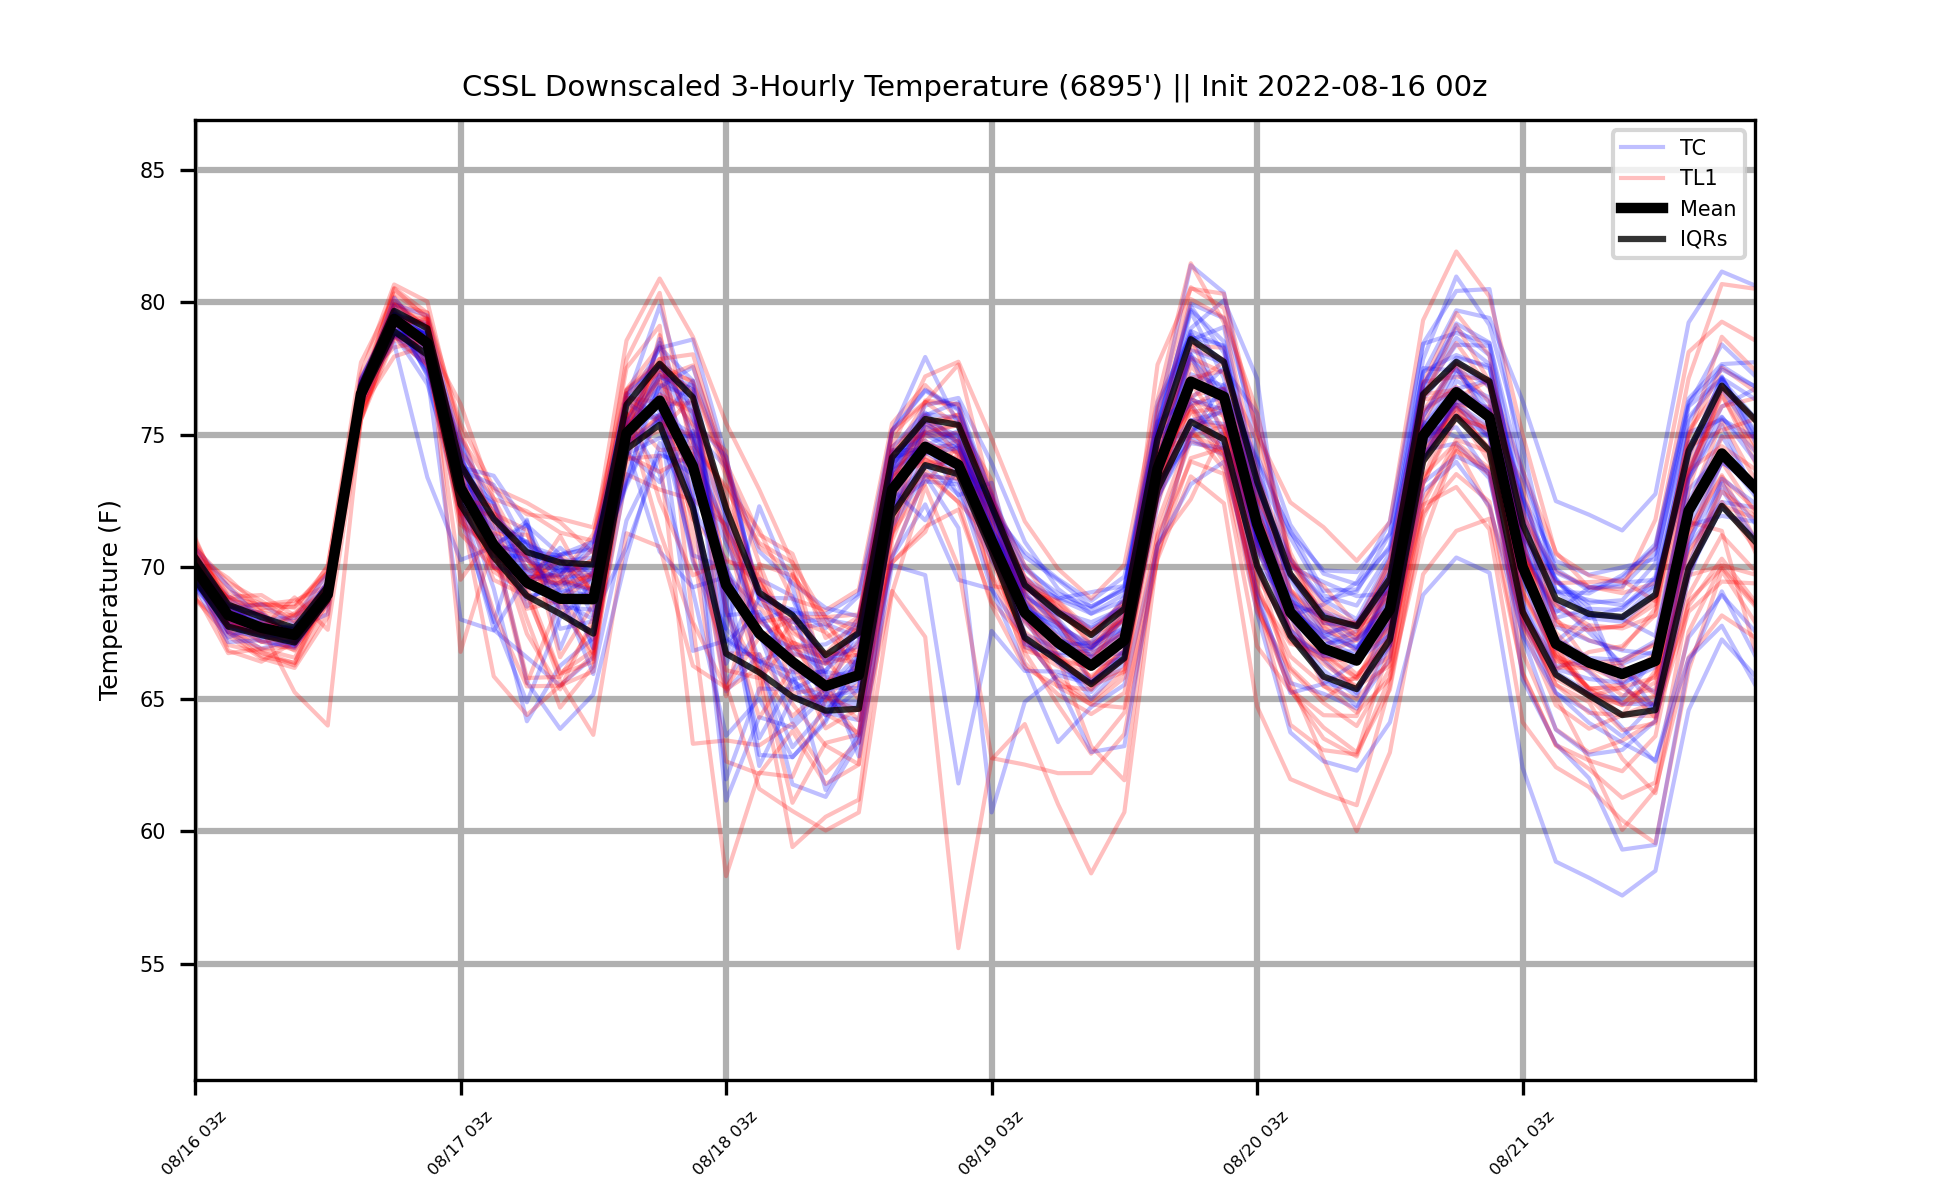 CSSL Downscaled 3-Hourly Temperature (6895') || Init 2022-08-16 00z
TC
TL1
Mean
IQRs
Temperature (F)
85
80
75
70
65
60
55
08/16 03z
08/17 03z
08/18 03z
08/19 03z
08/20 03z
08/21 03z